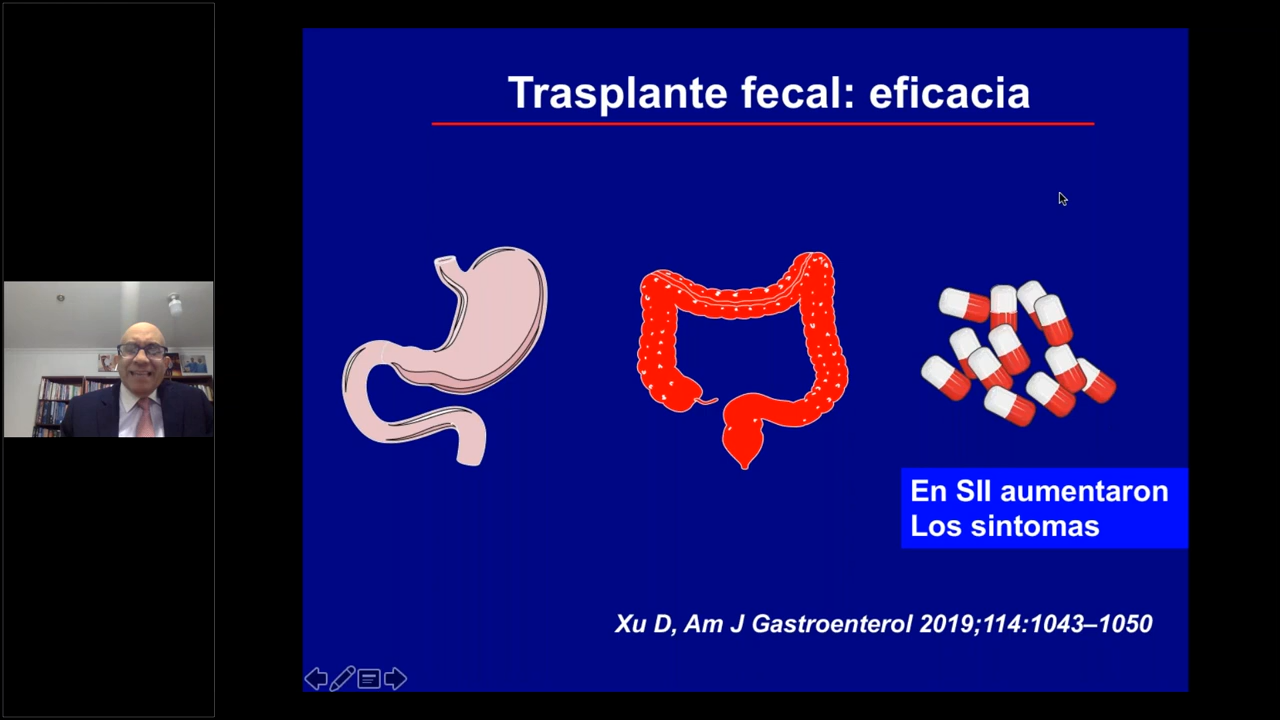 Trasplante fecal: eficacia
En SII aumentaron
Los sintomas
Xu D, Am J Gastroenterol 2019;114:1043–1050